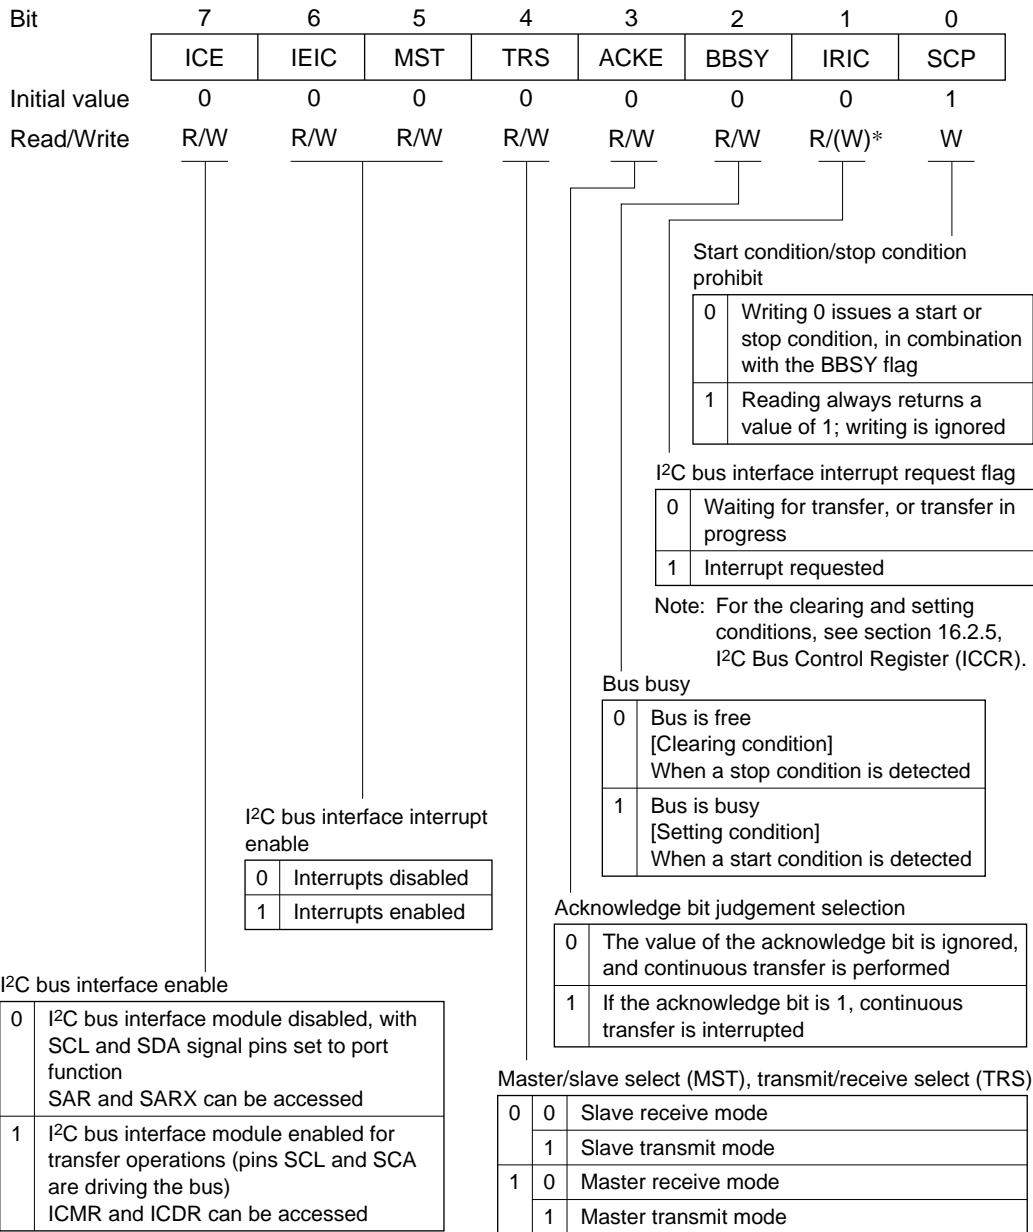 Bit 7 6 5 4 3 2 1 0
ICE IEIC MST TRS ACKE BBSY IRIC SCP
Initial value 0 0 0 0 0 0 0 1
Read/Write R/W R/W R/W R/W R/W R/W R/(W)* W
Start condition/stop condition
prohibit
0 Writing 0 issues a start or
stop condition, in combination
with the BBSY flag
1 Reading always returns a
value of 1; writing is ignored
I2C bus interface interrupt request flag
0 Waiting for transfer, or transfer in
progress
1 Interrupt requested
Note: For the clearing and setting
conditions, see section 16.2.5,
I2C Bus Control Register (ICCR).
Bus busy
0 Bus is free
[Clearing condition]
When a stop condition is detected
1 Bus is busy
[Setting condition]
When a start condition is detected
I2C bus interface interrupt
enable
0 Interrupts disabled
1 Interrupts enabled
Acknowledge bit judgement selection
0 The value of the acknowledge bit is ignored,
and continuous transfer is performed
1 If the acknowledge bit is 1, continuous
transfer is interrupted
I2C bus interface enable
0 I2C bus interface module disabled, with
SCL and SDA signal pins set to port
function
SAR and SARX can be accessed
1 I2C bus interface module enabled for
transfer operations (pins SCL and SCA
are driving the bus)
ICMR and ICDR can be accessed
Master/slave select (MST), transmit/receive select (TRS)
0 0 Slave receive mode
1 Slave transmit mode
1 0 Master receive mode
1 Master transmit mode